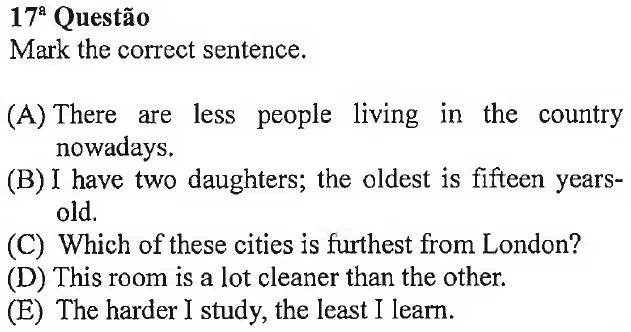 17ª Questão
Mark the correct sentence.
(A) There are less people living in the country
nowadays.
(B) I have two daughters; the oldest is fifteen years-
old.
(C) Which of these cities is furthest from London?
(D) This room is a lot cleaner than the other.
(E) The harder I study, the least I learn.